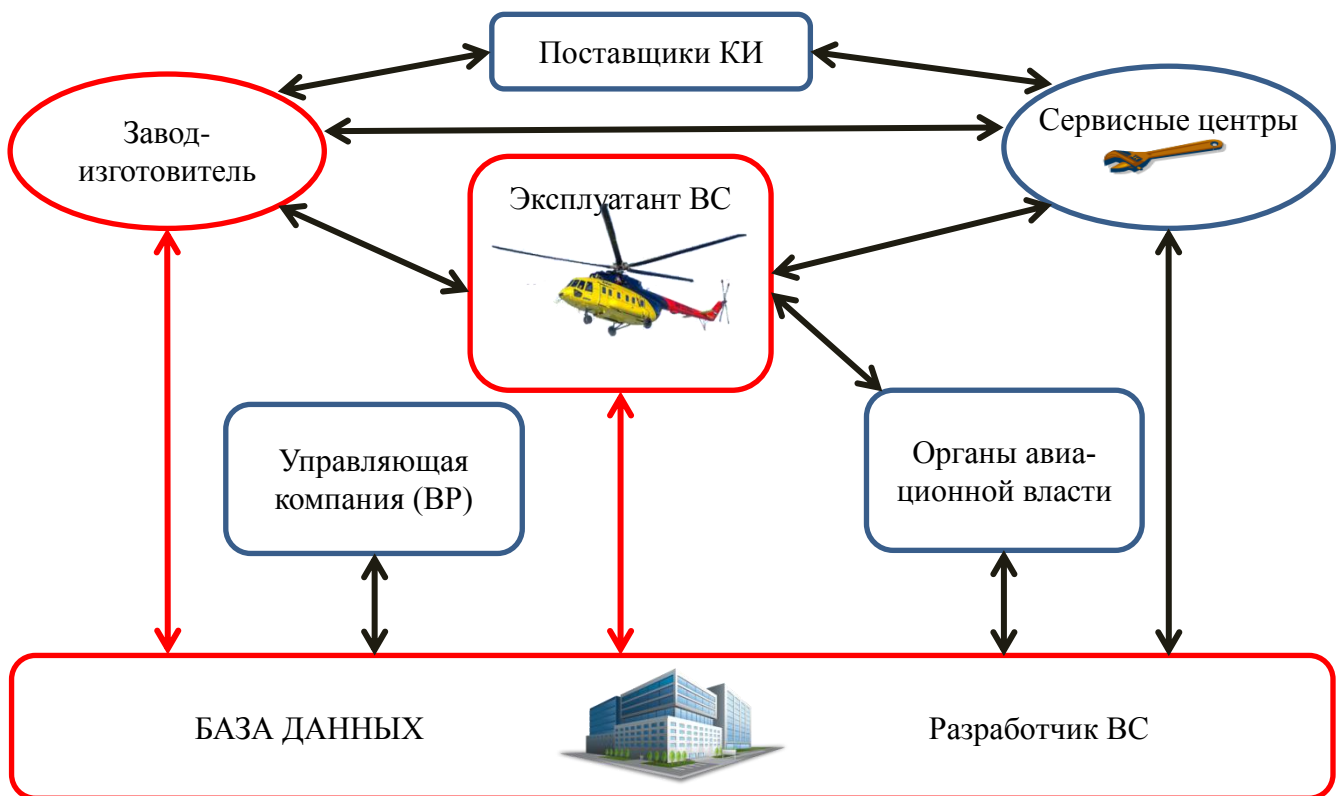 Поставщики КИ
Завод-
изготовитель
Сервисные центры
Эксплуатант ВС
Управляющая
компания (ВР)
Органы авиа-
ционной власти
БАЗА ДАННЫХ
Разработчик ВС